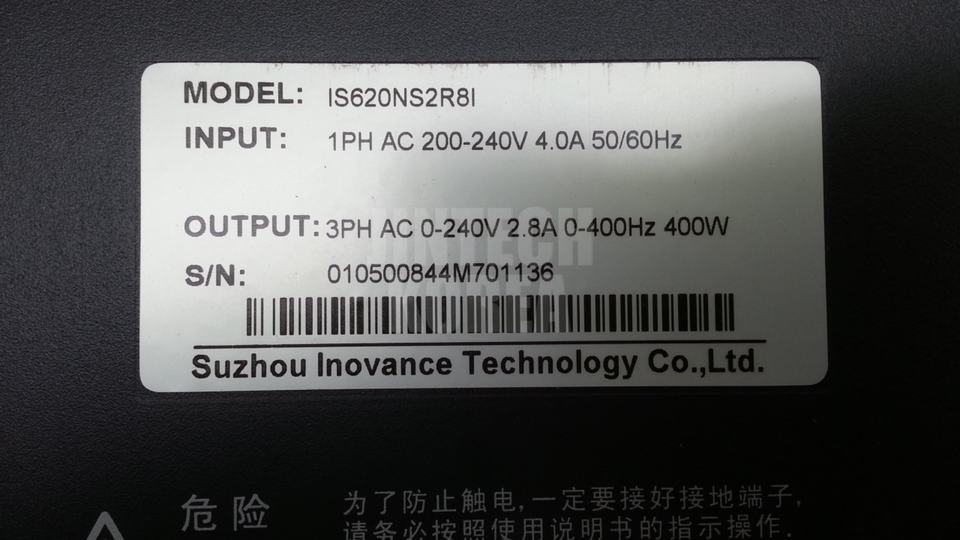 MODEL: IS620NS2R8I
INPUT: 1PH AC 200-240V 4.0A 50/60Hz
OUTPUT: 3PH AC 0-240V 2.8A 0-400Hz 400W
S/N: 010500844M701136
Suzhou Inovance Technology Co.,Ltd.
危险
为了防止触电,一定要接好接地端子,
请务必按照使用说明书的指示操作.